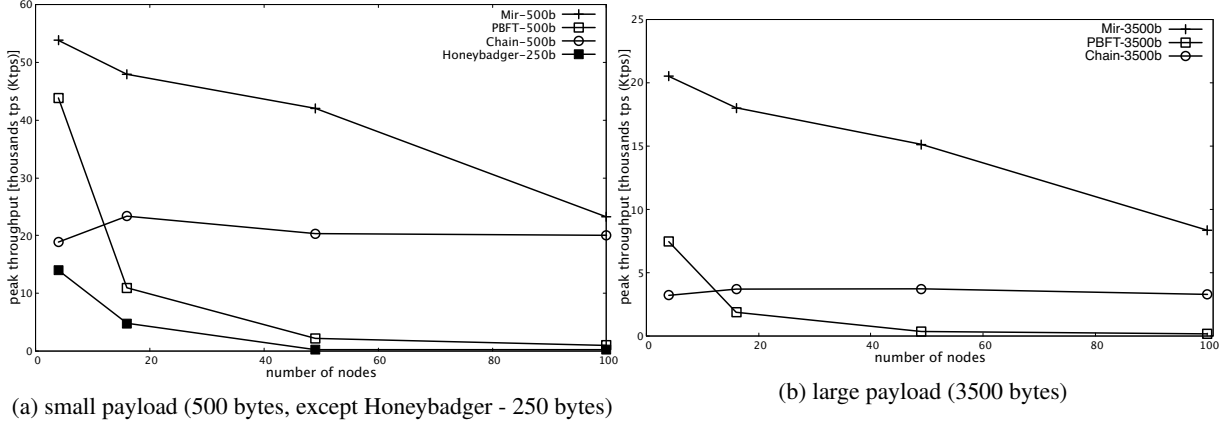 peak throughput [thousands tps (Ktps)]
60
50
40
30
20
10
0
0 20 40 60 80 100
number of nodes
Mir-500b
PBFT-500b
Chain-500b
Honeybadger-250b
(a) small payload (500 bytes, except Honeybadger - 250 bytes)
peak throughput [thousands tps (Ktps)]
25
20
15
10
5
0
0 20 40 60 80 100
number of nodes
Mir-3500b
PBFT-3500b
Chain-3500b
(b) large payload (3500 bytes)